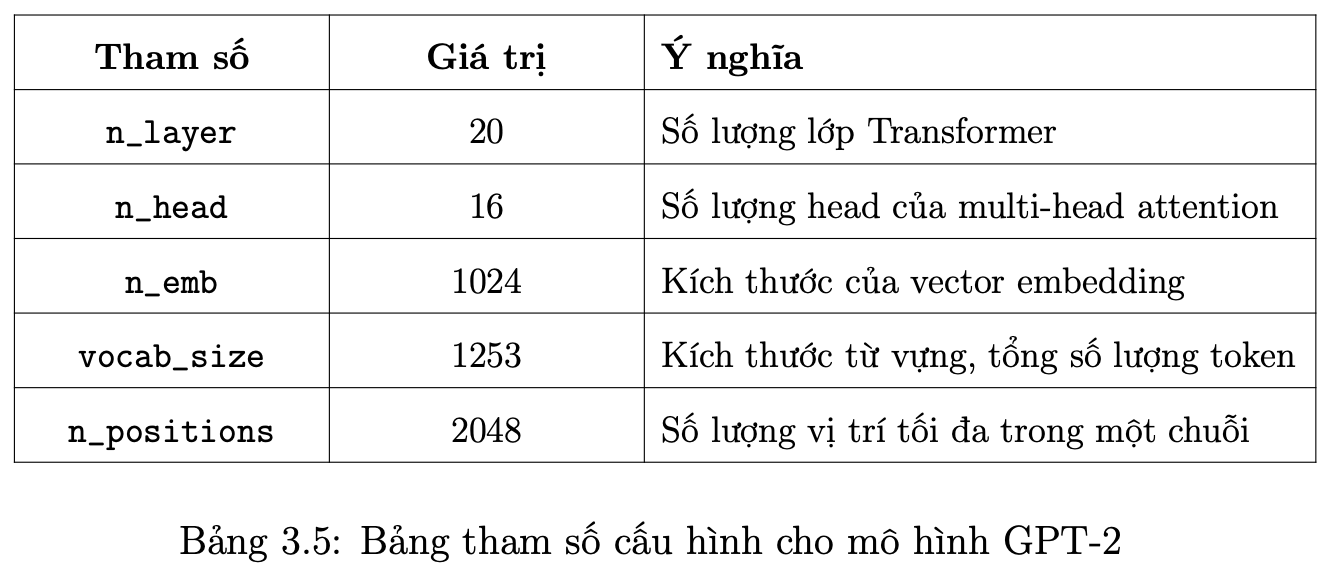 Tham số Giá trị Ý nghĩa
n_layer 20 Số lượng lớp Transformer
n_head 16 Số lượng head của multi-head attention
n_emb 1024 Kích thước của vector embedding
vocab_size 1253 Kích thước từ vựng, tổng số lượng token
n_positions 2048 Số lượng vị trí tối đa trong một chuỗi
Bảng 3.5: Bảng tham số cấu hình cho mô hình GPT-2